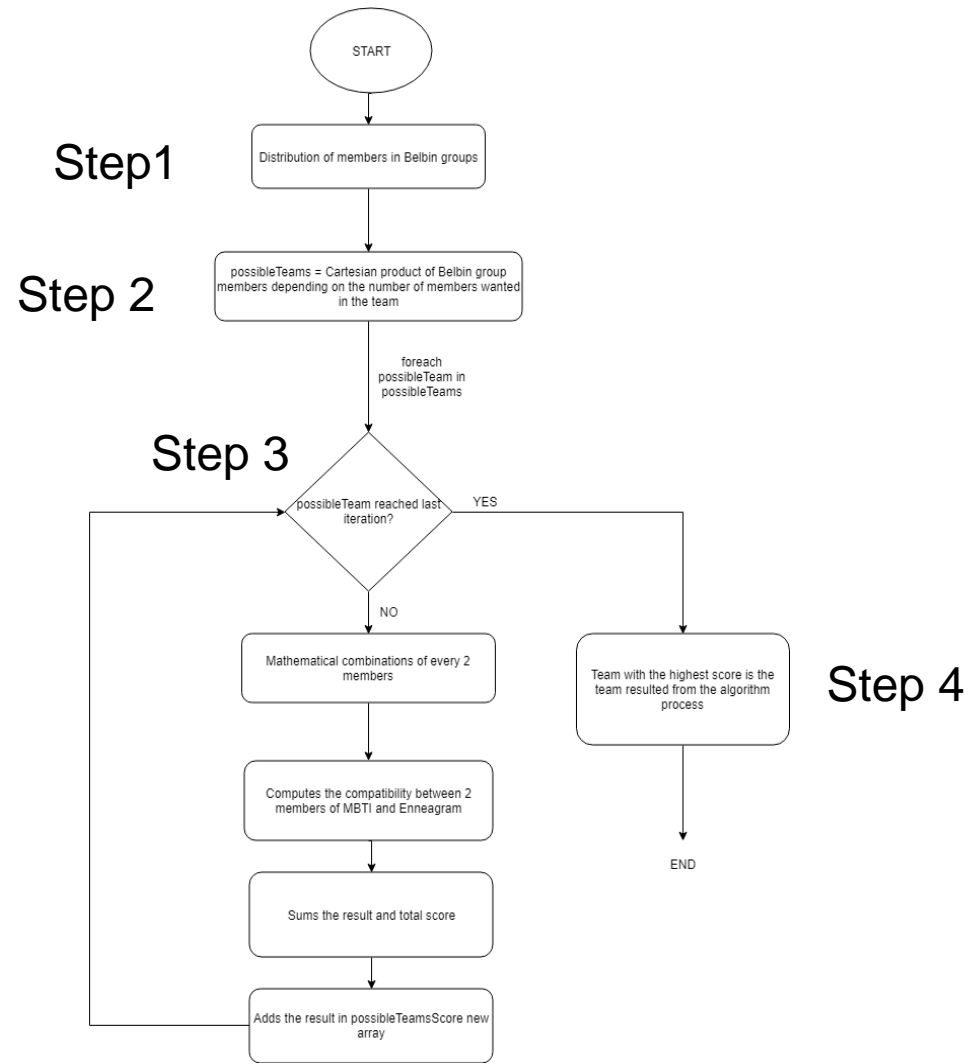 START
Step1
Distribution of members in Belbin groups
Step 2
possibleTeams = Cartesian product of Belbin group
members depending on the number of members wanted
in the team
foreach
possibleTeam in
possibleTeams
Step 3
possibleTeam reached last
iteration?
YES
NO
Mathematical combinations of every 2
members
Team with the highest score is the
team resulted from the algorithm
process
Step 4
Computes the compatibility between 2
members of MBTI and Enneagram
END
Sums the result and total score
Adds the result in possibleTeamsScore new
array